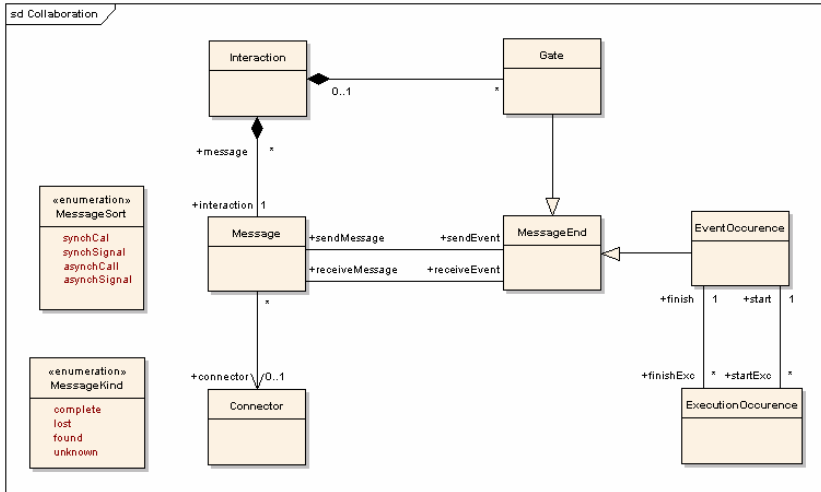 sd Collaboration
Interaction
Gate
0..1
*
+message
*
+interaction 1
«enumeration»
MessageSort
synchCal
synchSignal
asynchCall
asynchSignal
Message
+sendMessage
+sendEvent
+receiveMessage
+receiveEvent
MessageEnd
EventOccurence
+finish 1
+start 1
*
+connector 0..1
+finishExc *
+startExc *
«enumeration»
MessageKind
complete
lost
found
unknown
Connector
ExecutionOccurence